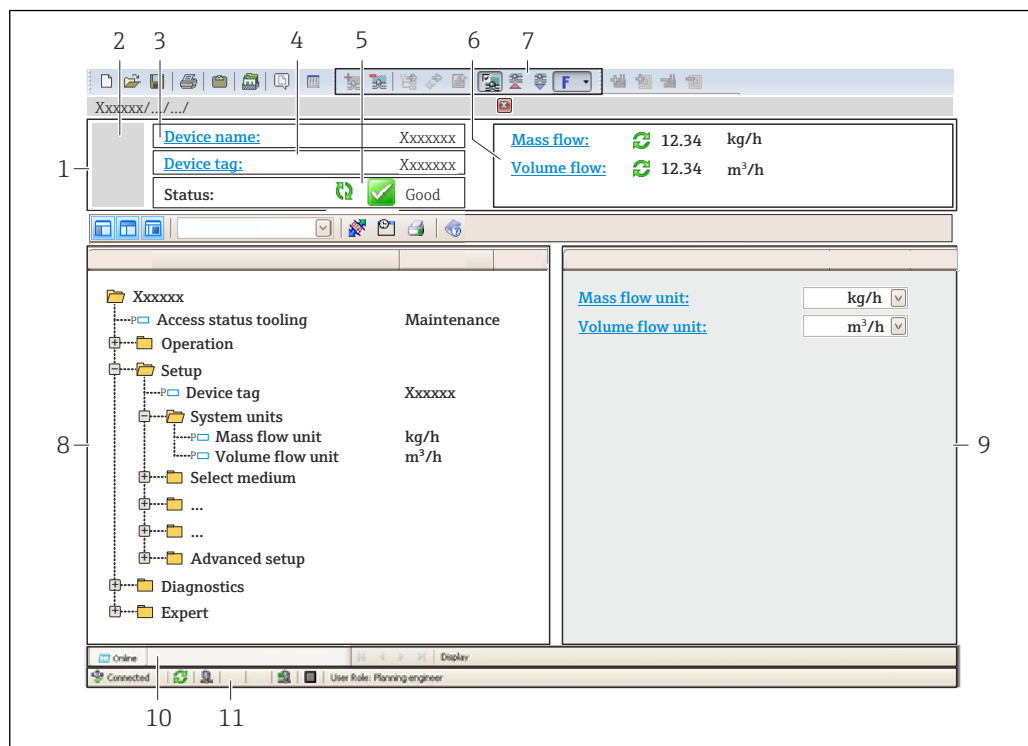 2 3 4 5 6 7
F
Xxxxxx/.../.../
1
Device name: Xxxxxxx
Device tag: Xxxxxxx
Status: Good
Mass flow: 12.34 kg/h
Volume flow: 12.34 m³/h
Xxxxxx
P Access status tooling Maintenance
Operation
Setup
P Device tag Xxxxxx
System units
P Mass flow unit kg/h
P Volume flow unit m³/h
Select medium
...
...
Advanced setup
Diagnostics
Expert
8
Mass flow unit: kg/h
Volume flow unit: m³/h
9
Online Display
Connected User Role: Planning engineer
10 11